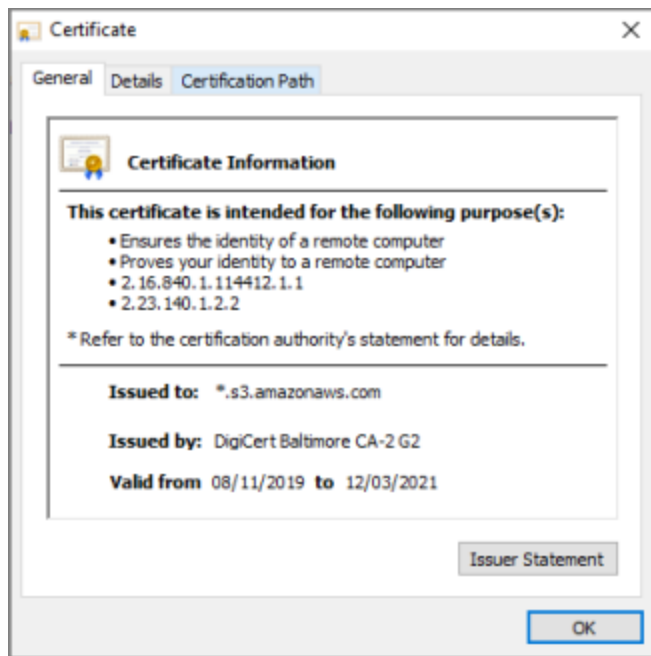 Certificate
General Details Certification Path
Certificate Information
This certificate is intended for the following purpose(s):
• Ensures the identity of a remote computer
• Proves your identity to a remote computer
• 2.16.840.1.114412.1.1
• 2.23.140.1.2.2
* Refer to the certification authority's statement for details.
Issued to: *.s3.amazonaws.com
Issued by: DigiCert Baltimore CA-2 G2
Valid from 08/11/2019 to 12/03/2021
Issuer Statement
OK